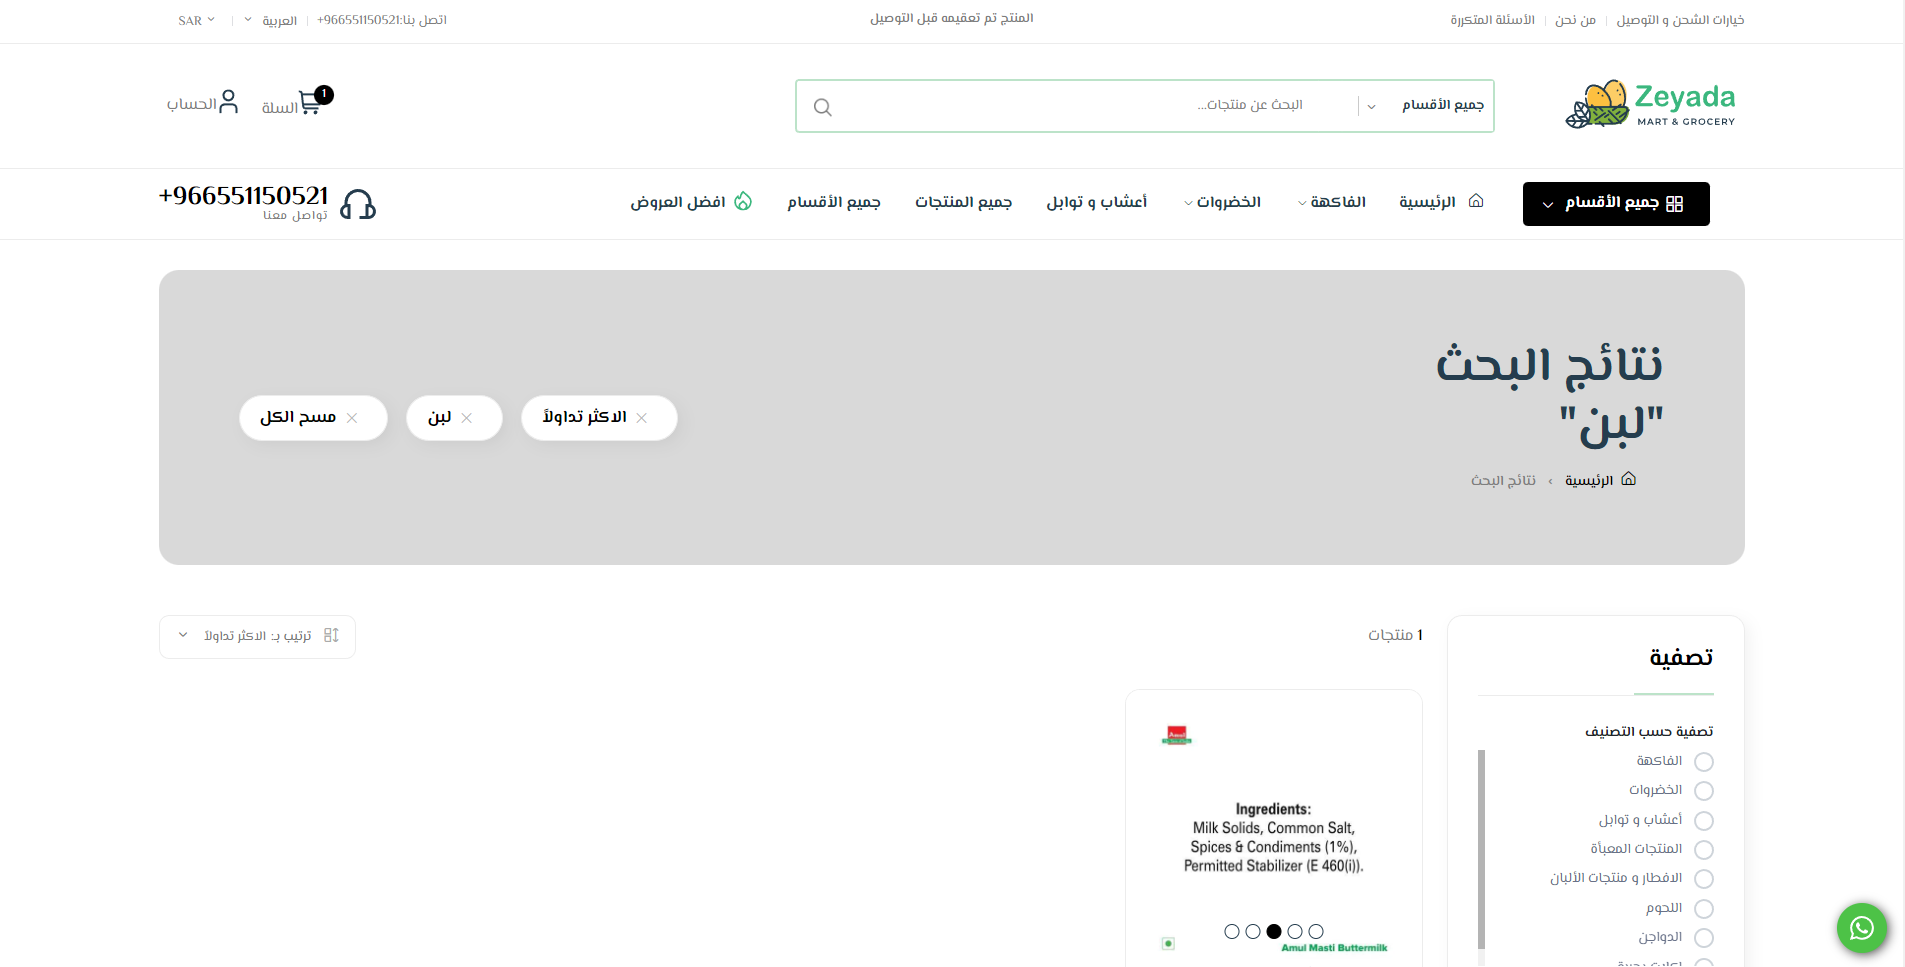 خيارات الشحن و التوصيل
من نحن
الأسئلة المتكررة
المنتج تم تعقيمه قبل التوصيل
اتصل بنا:966551150521+
العربية
SAR
Zeyada
MART & GROCERY
جميع الأقسام
البحث عن منتجات...
1
السلة
الحساب
جميع الأقسام
الرئيسية
الفاكهة
الخضروات
أعشاب و توابل
جميع المنتجات
جميع الأقسام
افضل العروض
+966551150521
تواصل معنا
نتائج البحث
"لبن"
الرئيسية › نتائج البحث
الاكثر تداولاً
لبن
مسح الكل
تصفية
تصفية حسب التصنيف
الفاكهة
الخضروات
أعشاب و توابل
المنتجات المعبأة
الافطار و منتجات الألبان
اللحوم
الدواجن
1 منتجات
ترتيب بـ: الاكثر تداولاً
Amul
Ingredients:
Milk Solids, Common Salt,
Spices & Condiments (1%),
Permitted Stabilizer (E 460(i)).
Amul Masti Buttermilk